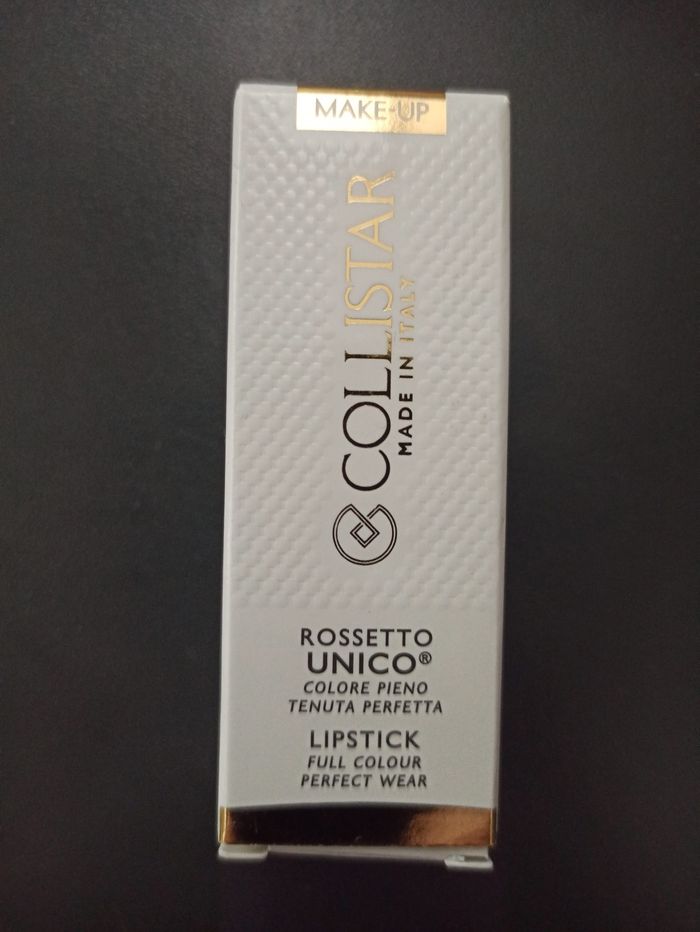 MAKE-UP
COLLISTAR
MADE IN ITALY
ROSSETTO
UNICO®
COLORE PIENO
TENUTA PERFETTA
LIPSTICK
FULL COLOUR
PERFECT WEAR